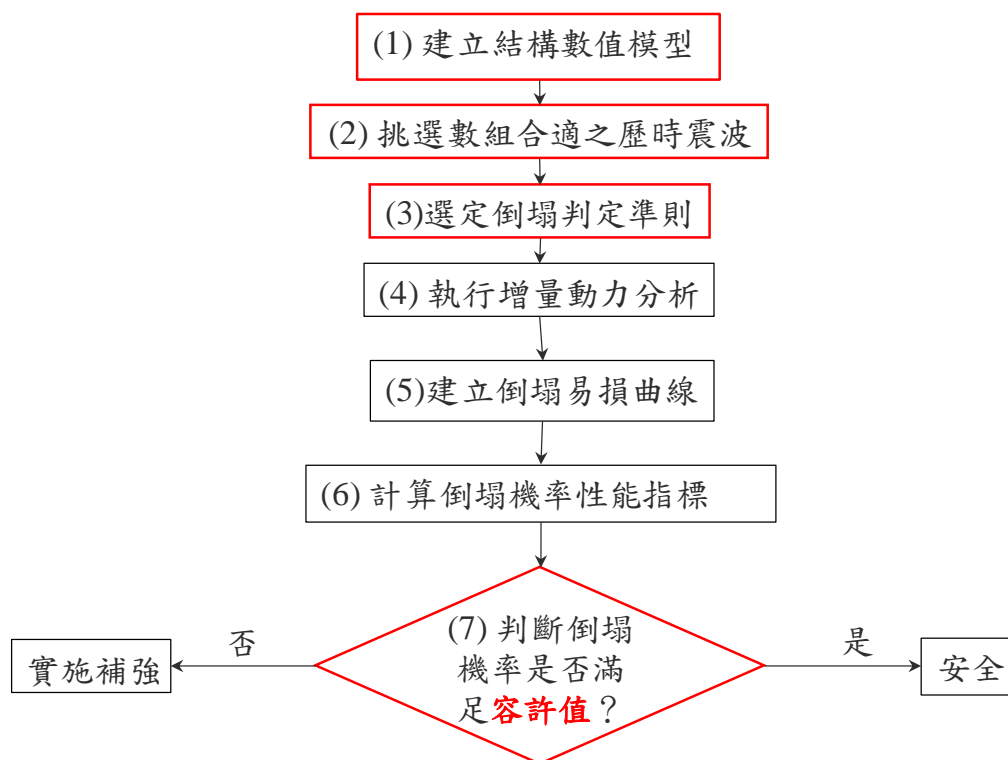 (1) 建立結構數值模型
(2) 挑選數組合適之歷時震波
(3)選定倒塌判定準則
(4) 執行增量動力分析
(5)建立倒塌易損曲線
(6) 計算倒塌機率性能指標
(7) 判斷倒塌
機率是否滿
足容許值？
否
是
實施補強
安全